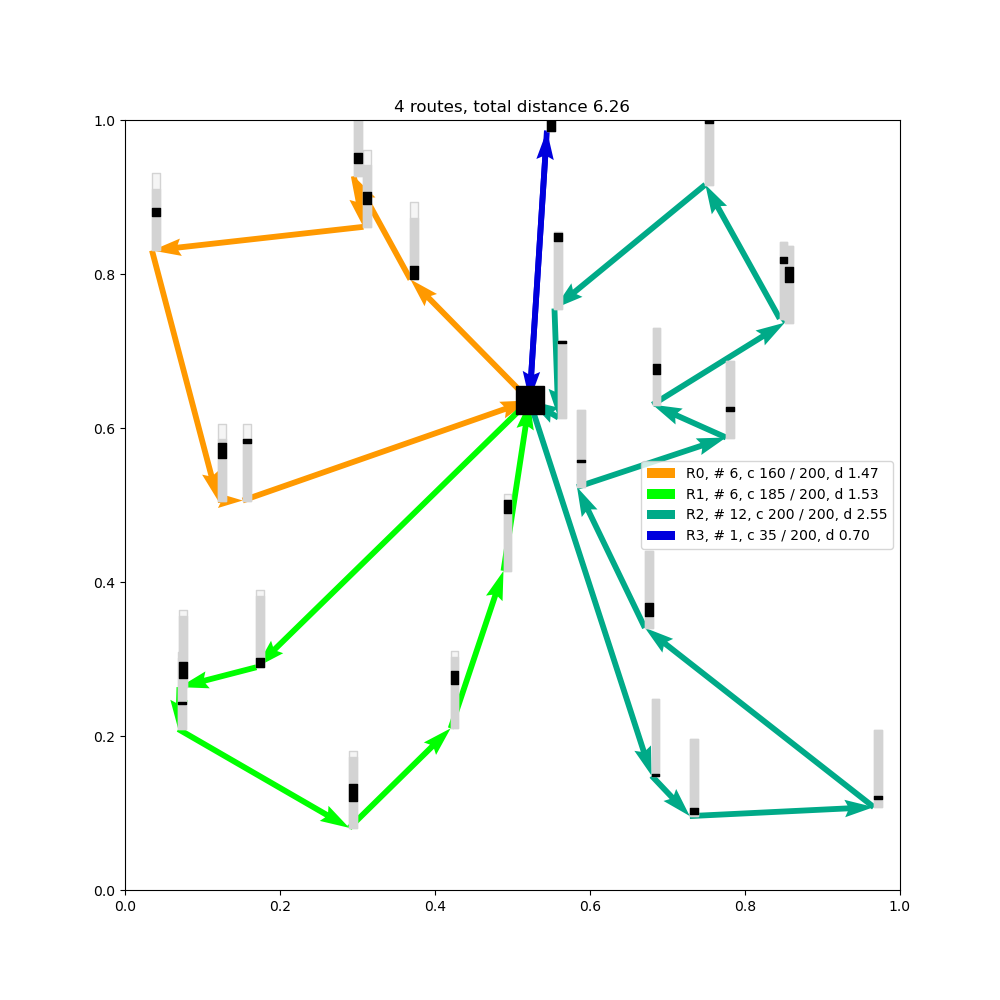 4 routes, total distance 6.26
1.0
0.8
0.6
0.4
0.2
0.0
R0, # 6, c 160 / 200, d 1.47
R1, # 6, c 185 / 200, d 1.53
R2, # 12, c 200 / 200, d 2.55
R3, # 1, c 35 / 200, d 0.70
0.0 0.2 0.4 0.6 0.8 1.0